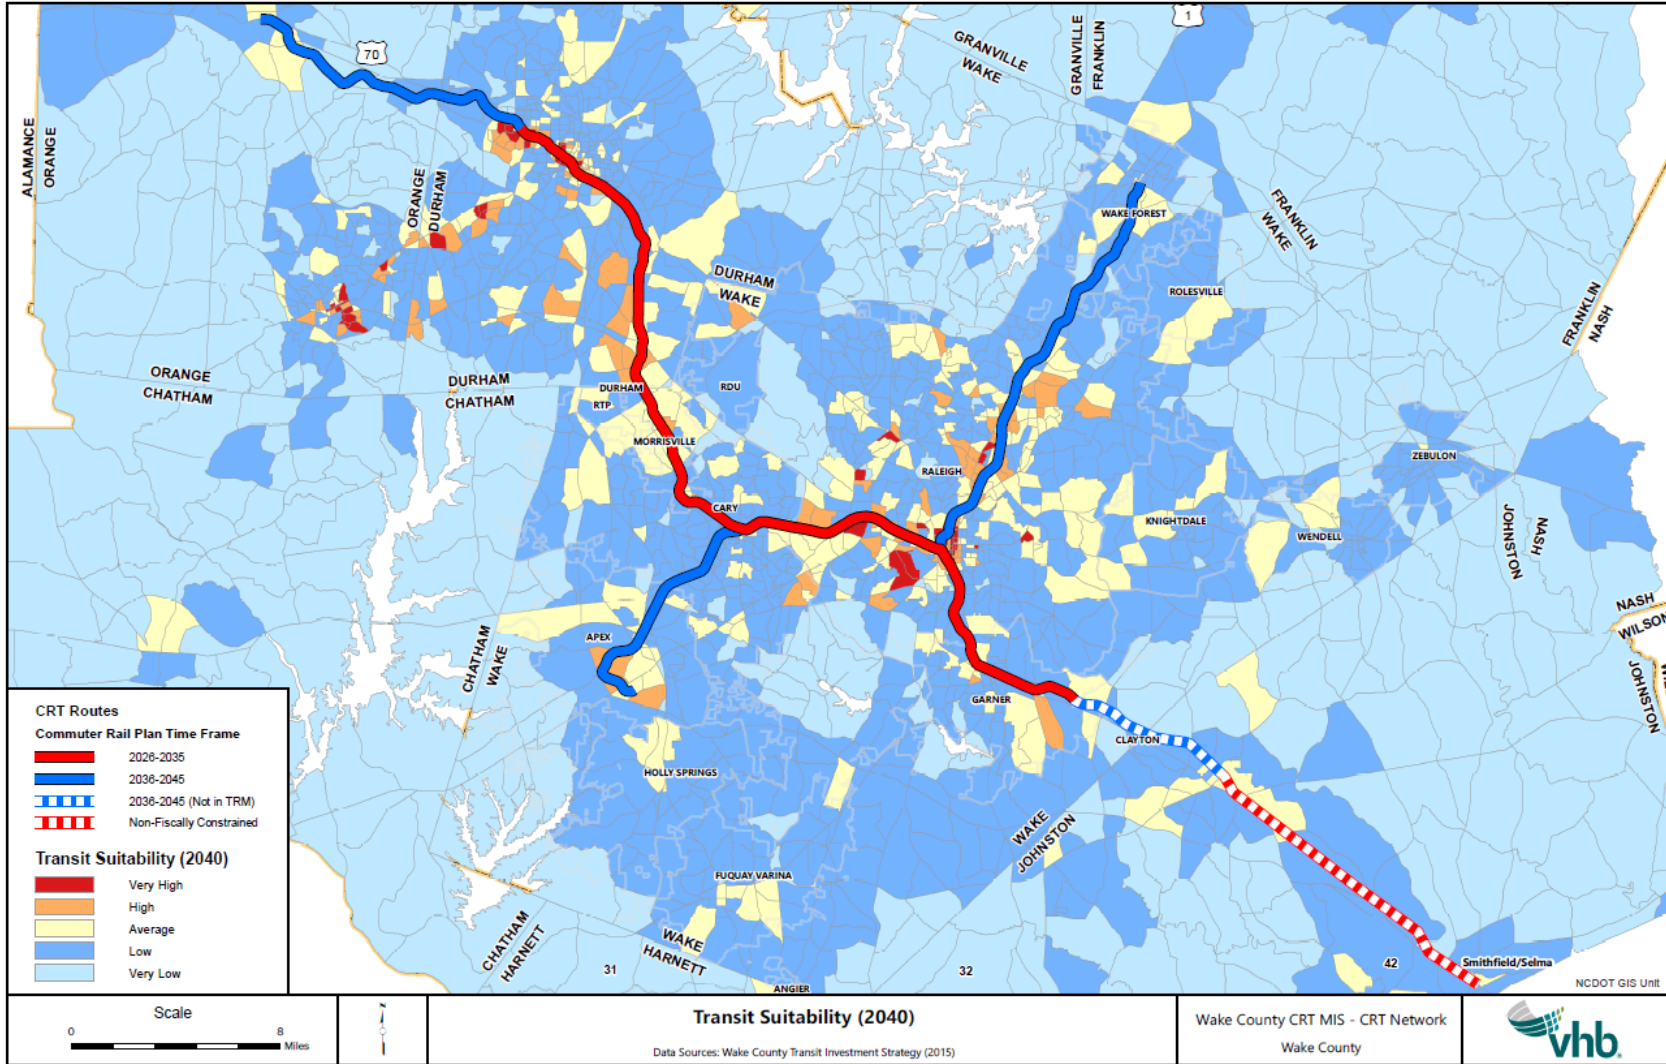 70
1
GRANVILLE
WAKE
GRANVILLE
FRANKLIN
ALAMANCE
ORANGE
ORANGE
DURHAM
WAKE FOREST
FRANKLIN
WAKE
DURHAM
WAKE
ROLESVILLE
FRANKLIN
NASH
ORANGE
CHATHAM
DURHAM
CHATHAM
DURHAM
RTP
RDU
MORRISVILLE
RALEIGH
ZEBULON
CARY
KNIGHTDALE
WENDELL
JOHNSTON
NASH
NASH
WILSON
JOHNSTON
APEX
CHATHAM
WAKE
GARNER
CLAYTON
HOLLY SPRINGS
WAKE
JOHNSTON
FUQUAY VARINA
CHATHAM
HARNETT
WAKE
HARNETT
31
32
42
Smithfield/Selma
ANGIER
NCDOT GIS Unit
CRT Routes
Commuter Rail Plan Time Frame
2026-2035
2036-2045
2036-2045 (Not in TRM)
Non-Fiscally Constrained
Transit Suitability (2040)
Very High
High
Average
Low
Very Low
Scale
0 8
Miles
N
Transit Suitability (2040)
Data Sources: Wake County Transit Investment Strategy (2015)
Wake County CRT MIS - CRT Network
Wake County
vhb